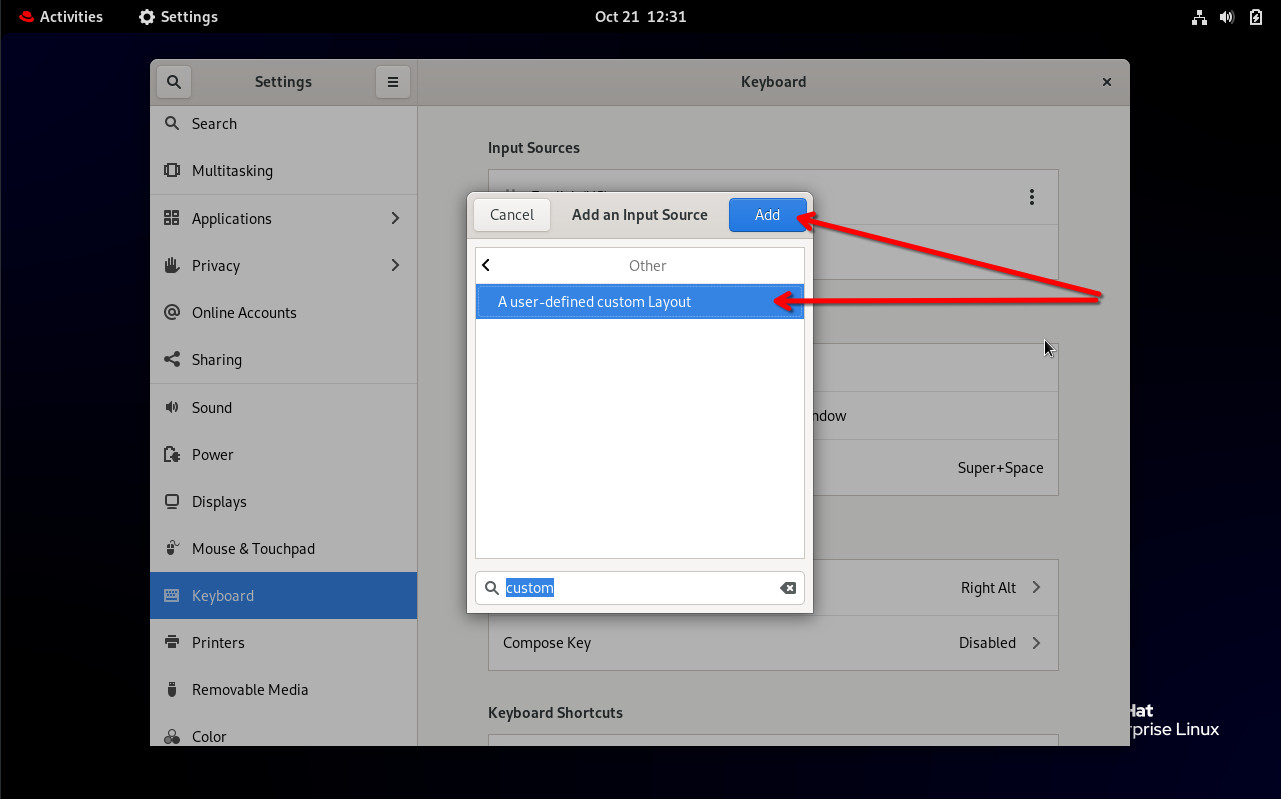 Activities Settings Oct 21 12:31
Settings Keyboard
Search
Multitasking
Applications
Privacy
Online Accounts
Sharing
Sound
Power
Displays
Mouse & Touchpad
Keyboard
Printers
Removable Media
Color
Input Sources
Cancel Add an Input Source Add
Other
A user-defined custom Layout
custom
ndow
Super+Space
Right Alt
Compose Key Disabled
Keyboard Shortcuts
Hat
rprise Linux